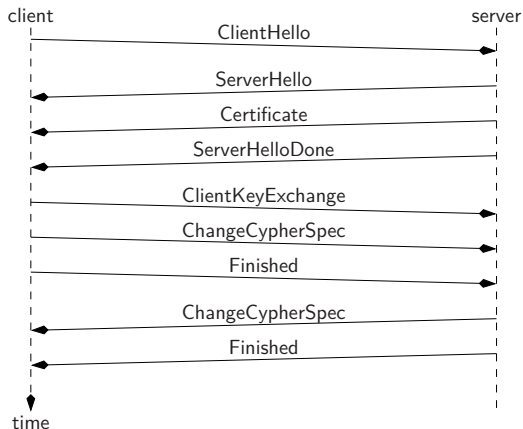 client
server
ClientHello
ServerHello
Certificate
ServerHelloDone
ClientKeyExchange
ChangeCypherSpec
Finished
ChangeCypherSpec
Finished
time